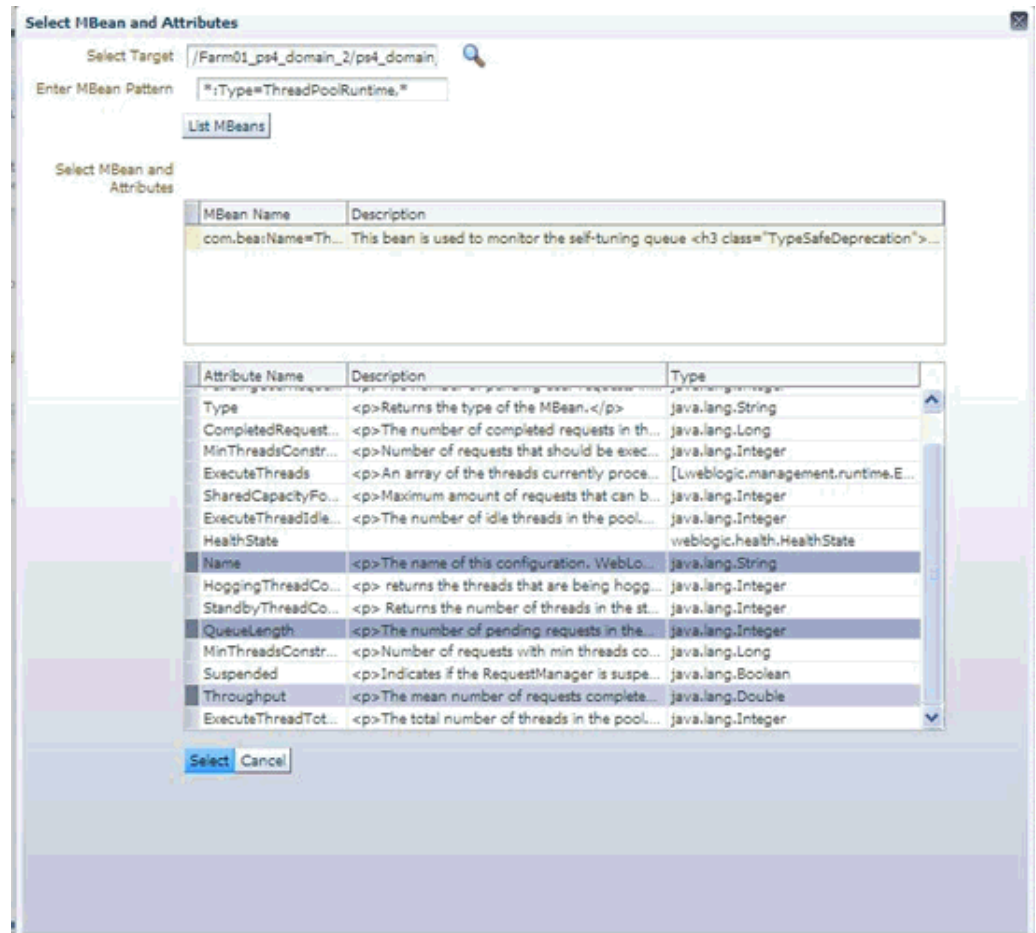 Select MBean and Attributes
Select Target /Farm01_ps4_domain_2/ps4_domain
Enter MBean Pattern *:Type=ThreadPoolRuntime,*
List MBeans
Select MBean and
Attributes
MBean Name Description
com.bea:Name=Th... This bean is used to monitor the self-tuning queue <h3 class="TypeSafeDeprecation">...
Attribute Name Description Type
Type <p>Returns the type of the MBean.</p> java.lang.String
CompletedRequest... <p>The number of completed requests in th... java.lang.Long
MinThreadsConstr... <p>Number of requests that should be exec... java.lang.Integer
ExecuteThreads <p>An array of the threads currently proce... [Lweblogic.management.runtime.E...
SharedCapacityFo... <p>Maximum amount of requests that can b... java.lang.Integer
ExecuteThreadIdle... <p>The number of idle threads in the pool.... java.lang.Integer
HealthState weblogic.health.HealthState
Name <p>The name of this configuration. WebLo... java.lang.String
HoggingThreadCo... <p> returns the threads that are being hogg... java.lang.Integer
StandbyThreadCo... <p> Returns the number of threads in the st... java.lang.Integer
QueueLength <p>The number of pending requests in the... java.lang.Integer
MinThreadsConstr... <p>Number of requests with min threads co... java.lang.Long
Suspended <p>Indicates if the RequestManager is suspe... java.lang.Boolean
Throughput <p>The mean number of requests complete... java.lang.Double
ExecuteThreadTot... <p>The total number of threads in the pool.... java.lang.Integer
Select Cancel